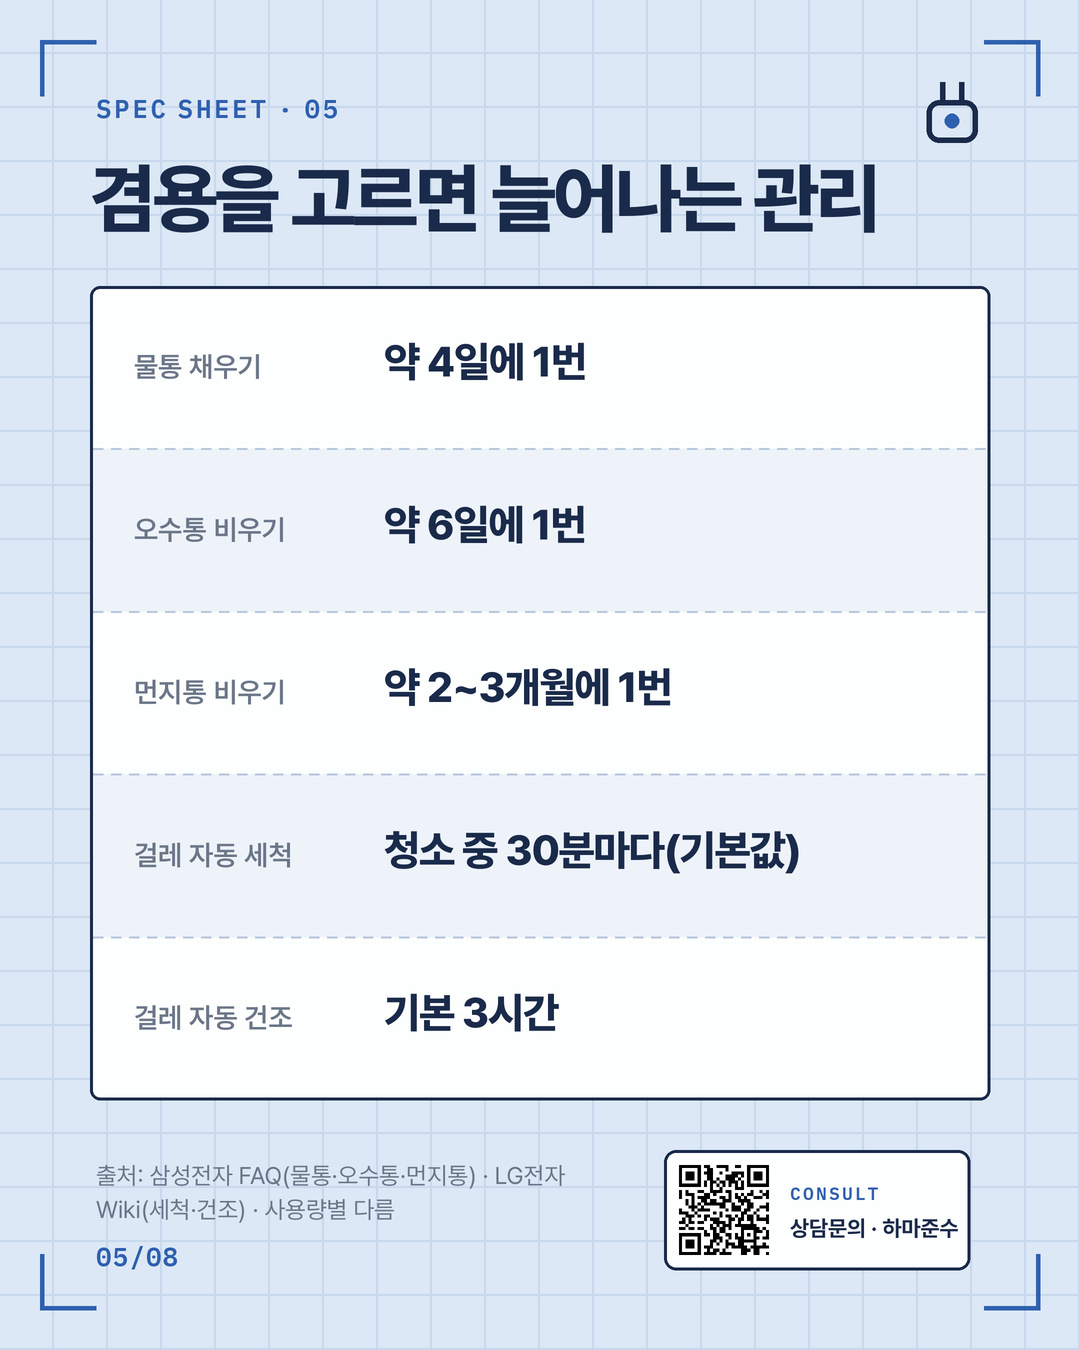 SPEC SHEET · 05
겸용을 고르면 늘어나는 관리
물통 채우기 약 4일에 1번
오수통 비우기 약 6일에 1번
먼지통 비우기 약 2~3개월에 1번
걸레 자동 세척 청소 중 30분마다(기본값)
걸레 자동 건조 기본 3시간
출처: 삼성전자 FAQ(물통·오수통·먼지통) · LG전자
Wiki(세척·건조) · 사용량별 다름
05/08
CONSULT
상담문의 · 하마준수